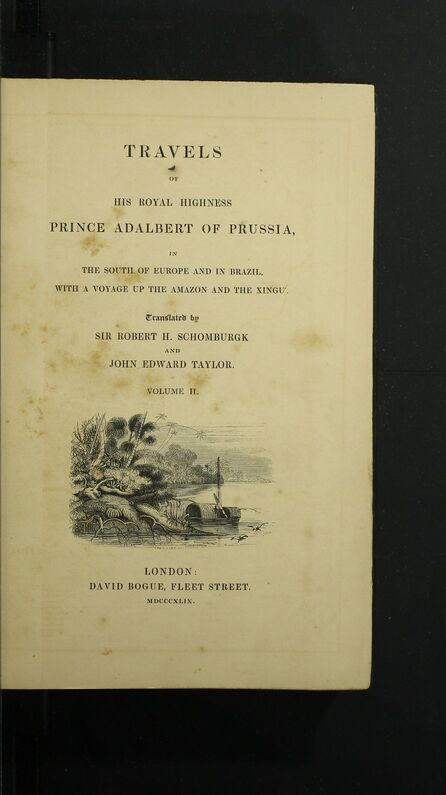 TRAVELS
OF
HIS ROYAL HIGHNESS
PRINCE ADALBERT OF PRUSSIA,
IN
THE SOUTH OF EUROPE AND IN BRAZIL,
WITH A VOYAGE UP THE AMAZON AND THE XINGU'.
Translated by
SIR ROBERT H. SCHOMBURGK
AND
JOHN EDWARD TAYLOR.
VOLUME II.
LONDON:
DAVID BOGUE, FLEET STREET.
MDCCCXLIX.